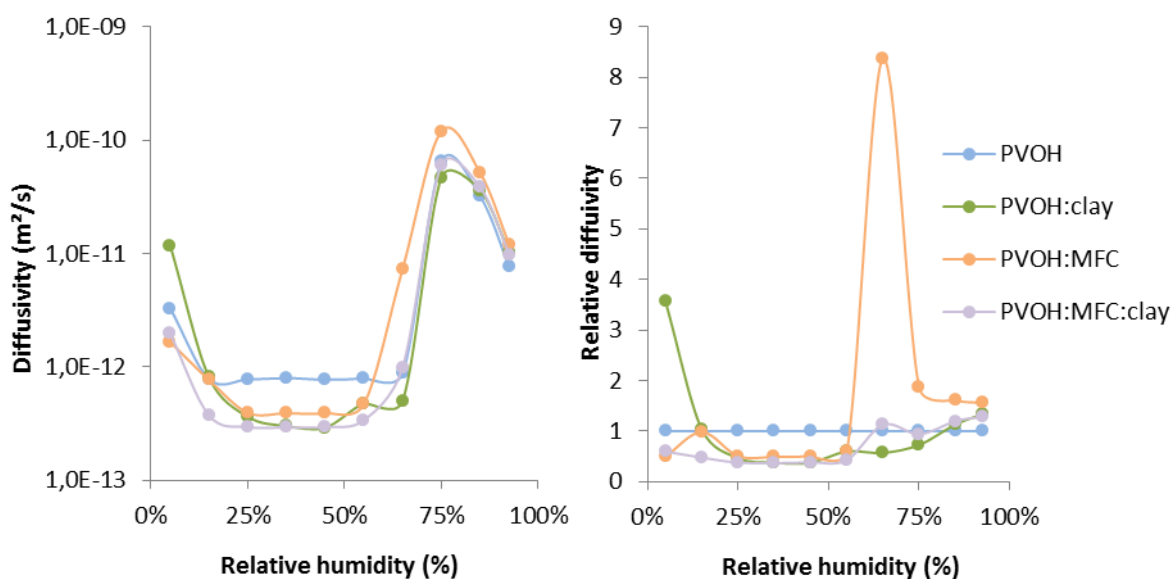 1,0E-09
1,0E-10
1,0E-11
1,0E-12
1,0E-13
Diffusivity (m²/s)
0% 25% 50% 75% 100%
Relative humidity (%)
9
8
7
6
5
4
3
2
1
0
Relative diffuivity
0% 25% 50% 75% 100%
Relative humidity (%)
PVOH
PVOH:clay
PVOH:MFC
PVOH:MFC:clay